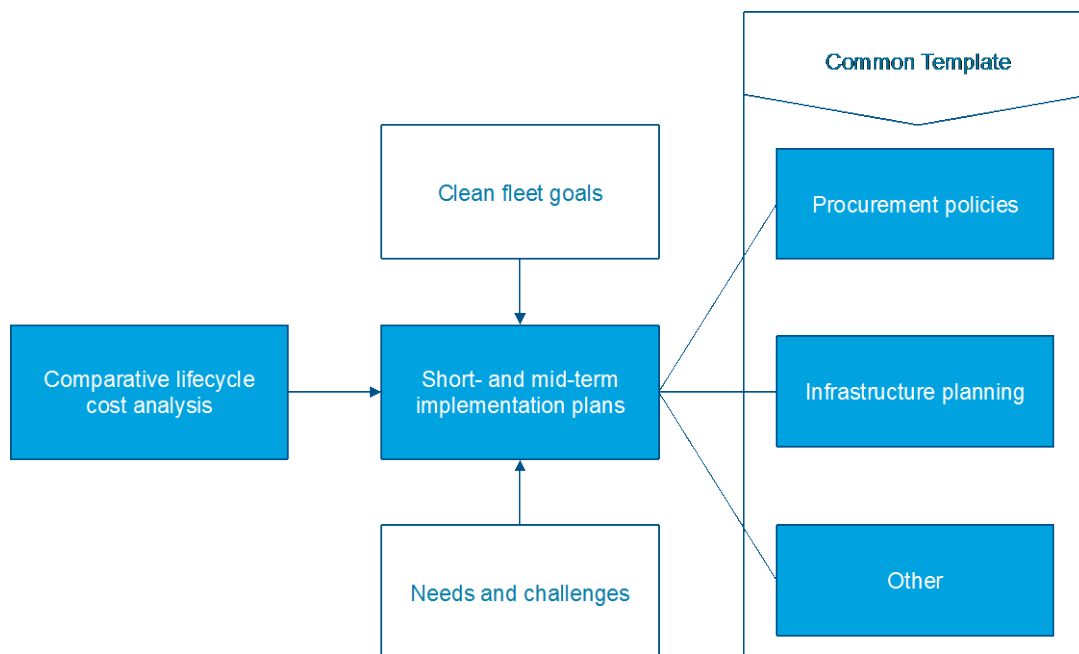 Common Template
Clean fleet goals
Procurement policies
Comparative lifecycle
cost analysis
Short- and mid-term
implementation plans
Infrastructure planning
Needs and challenges
Other